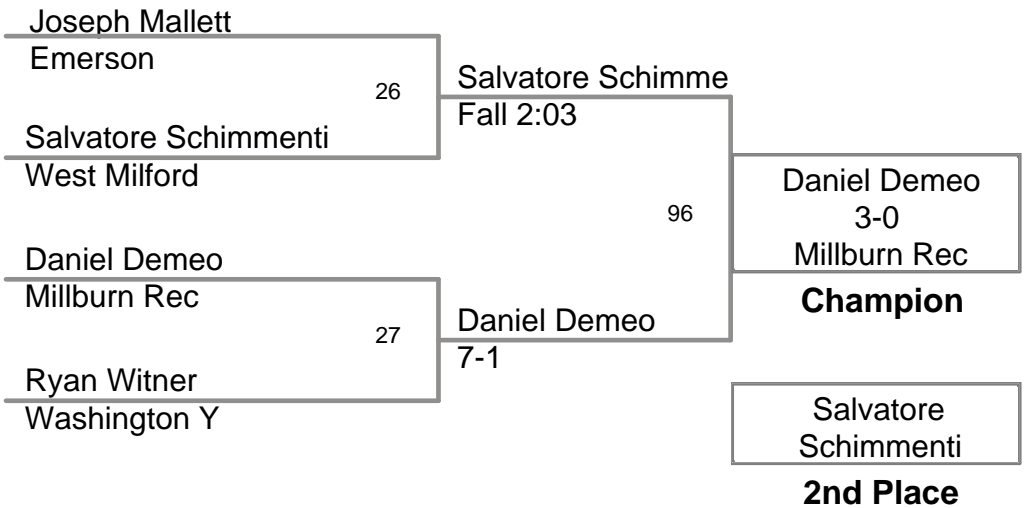 Joseph Mallett
Emerson
26
Salvatore Schimmenti
West Milford
Salvatore Schimme
Fall 2:03
Daniel Demeo
Millburn Rec
27
Ryan Witner
Washington Y
Daniel Demeo
7-1
96
Daniel Demeo
3-0
Millburn Rec
Champion
Salvatore
Schimmenti
2nd Place